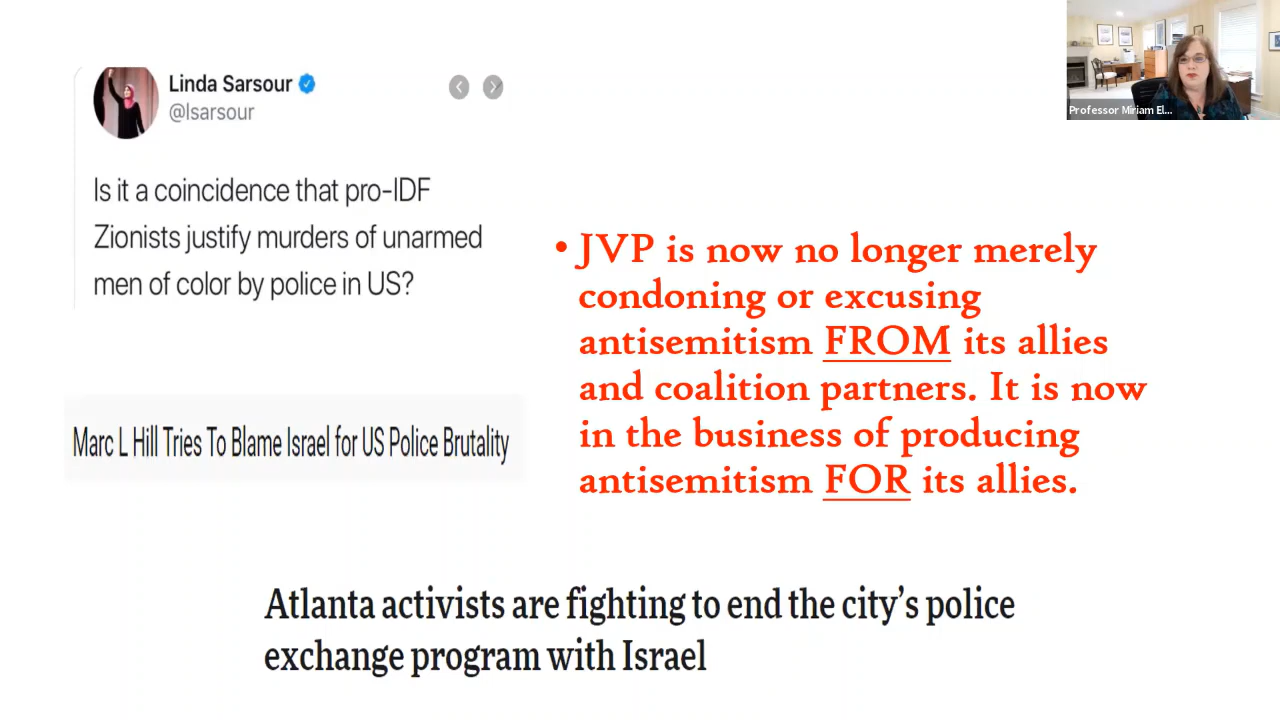 Linda Sarsour
@lsarsour
Is it a coincidence that pro-IDF
Zionists justify murders of unarmed
men of color by police in US?
Marc L Hill Tries To Blame Israel for US Police Brutality
• JVP is now no longer merely
condoning or excusing
antisemitism FROM its allies
and coalition partners. It is now
in the business of producing
antisemitism FOR its allies.
Atlanta activists are fighting to end the city's police
exchange program with Israel
Professor Miriam El...